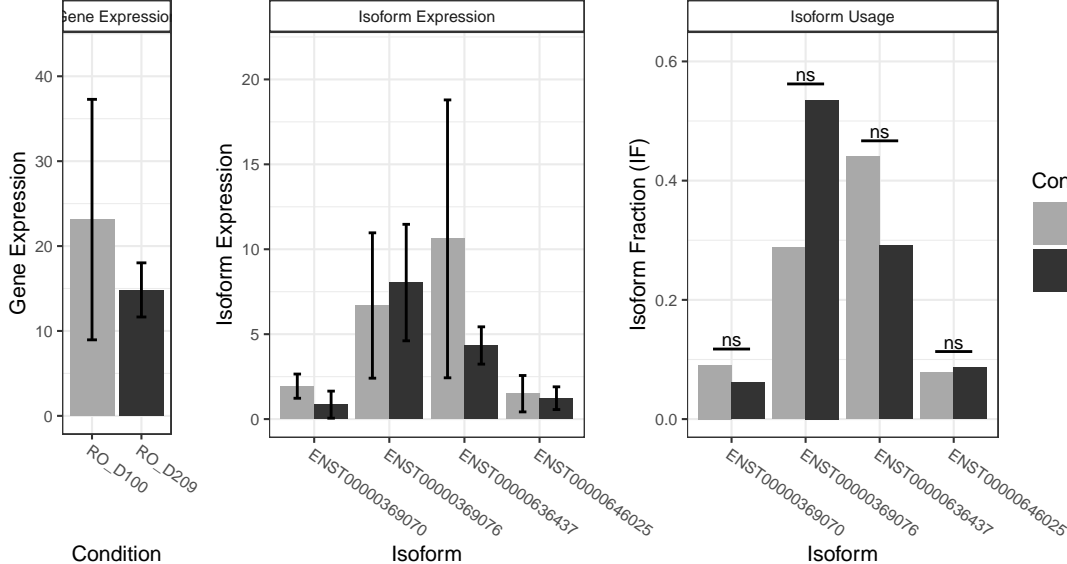 Gene Expression
Gene Expression
40
30
20
10
0
RO_D100
RO_D209
Condition
Isoform Expression
Isoform Expression
20
15
10
5
0
ENST00000369070
ENST00000369076
ENST00000636437
ENST00000646025
Isoform
Isoform Usage
Isoform Fraction (IF)
0.6
0.4
0.2
0.0
ns
ns
ns
ns
ENST00000369070
ENST00000369076
ENST00000636437
ENST00000646025
Isoform
Con